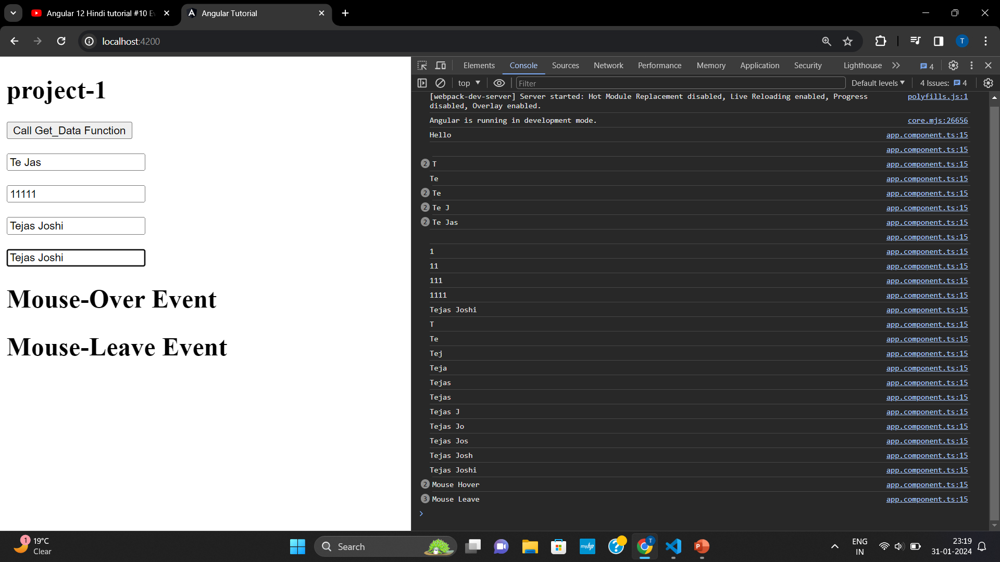 Angular 12 Hindi tutorial #10 E
Angular Tutorial
localhost:4200
T
project-1
Call Get_Data Function
Te Jas
11111
Tejas Joshi
Tejas Joshi
Mouse-Over Event
Mouse-Leave Event
Elements Console Sources Network Performance Memory Application Security Lighthouse 4
top Filter Default levels 4 Issues: 4
[webpack-dev-server] Server started: Hot Module Replacement disabled, Live Reloading enabled, Progress polyfills.js:1
disabled, Overlay enabled.
Angular is running in development mode. core.mjs:26656
Hello app.component.ts:15
app.component.ts:15
2 T app.component.ts:15
Te app.component.ts:15
2 Te app.component.ts:15
2 Te J app.component.ts:15
2 Te Jas app.component.ts:15
app.component.ts:15
1 app.component.ts:15
11 app.component.ts:15
111 app.component.ts:15
1111 app.component.ts:15
Tejas Joshi app.component.ts:15
T app.component.ts:15
Te app.component.ts:15
Tej app.component.ts:15
Teja app.component.ts:15
Tejas app.component.ts:15
Tejas app.component.ts:15
Tejas J app.component.ts:15
Tejas Jo app.component.ts:15
Tejas Jos app.component.ts:15
Tejas Josh app.component.ts:15
Tejas Joshi app.component.ts:15
2 Mouse Hover app.component.ts:15
3 Mouse Leave app.component.ts:15
1
19°C
Clear
Search
myhp
T
P
ENG
IN
23:19
31-01-2024